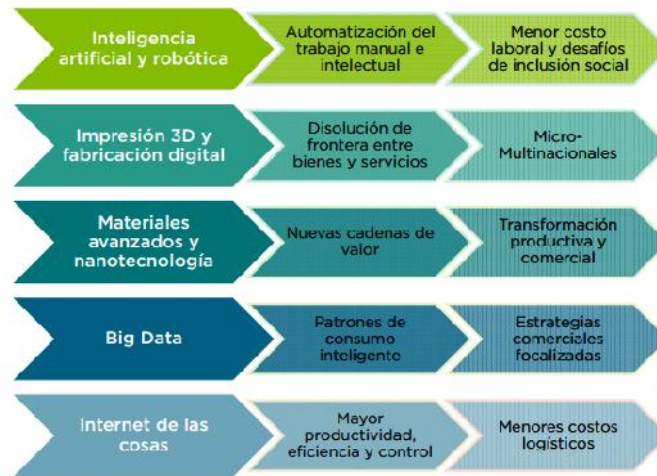 Inteligencia
artificial y robótica
Automatización del
trabajo manual e
intelectual
Menor costo
laboral y desafíos
de inclusión social
Impresión 3D y
fabricación digital
Disolución de
frontera entre
bienes y servicios
Micro-
Multinacionales
Materiales
avanzados y
nanotecnología
Nuevas cadenas de
valor
Transformación
productiva y
comercial
Big Data
Patrones de
consumo
inteligente
Estrategias
comerciales
focalizadas
Internet de las
cosas
Mayor
productividad,
eficiencia y control
Menores costos
logísticos